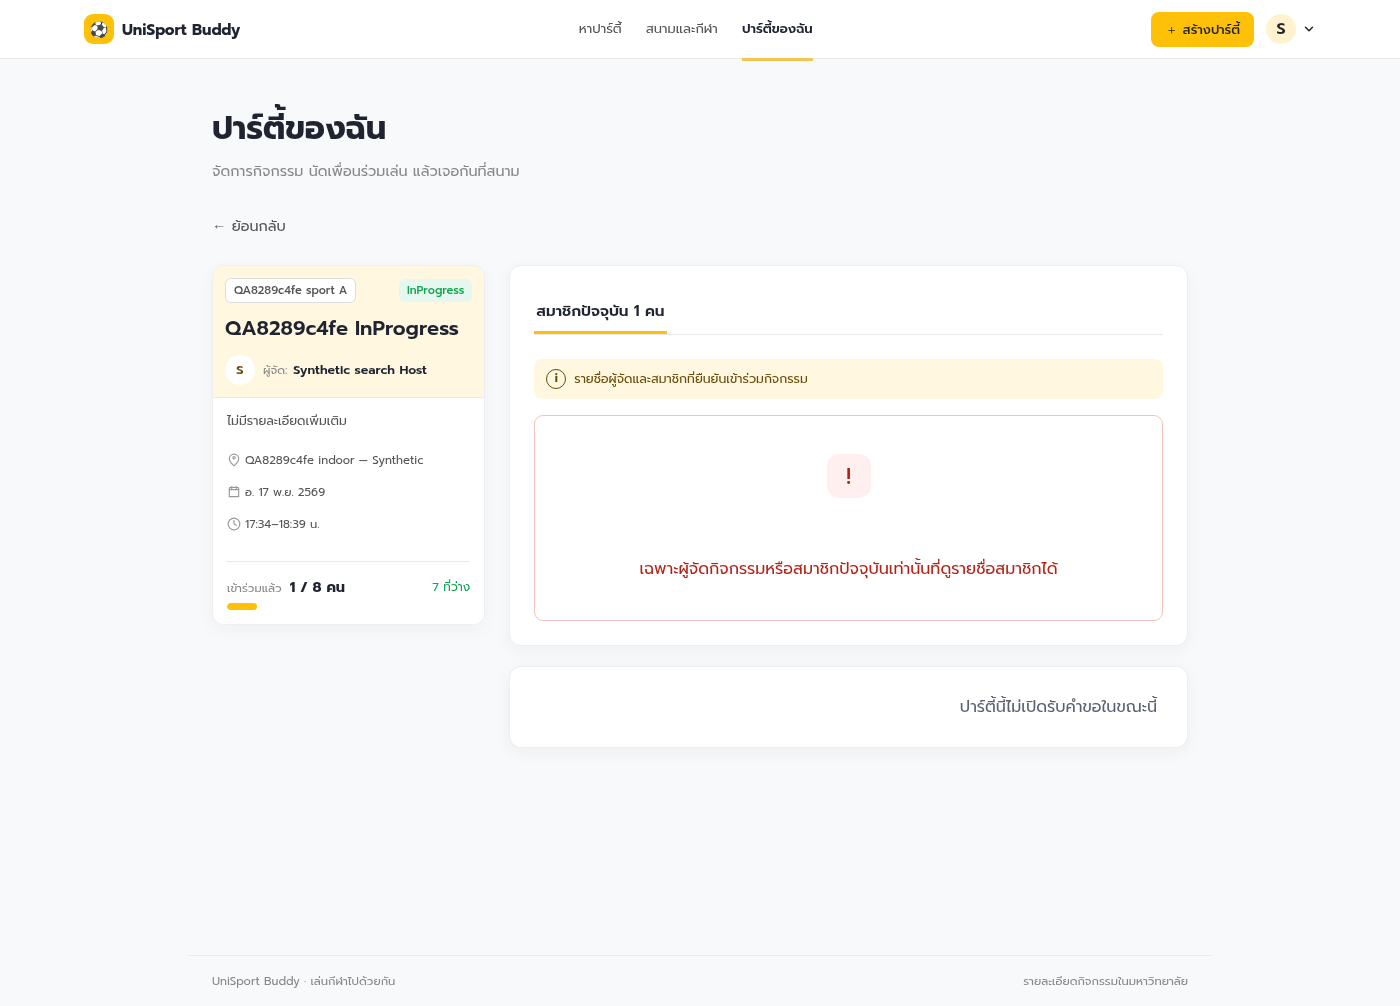 UniSport Buddy
หาปาร์ตี้
สนามและกีฬา
ปาร์ตี้ของฉัน
+ สร้างปาร์ตี้
S
ปาร์ตี้ของฉัน
จัดการกิจกรรม นัดเพื่อนร่วมเล่น แล้วเจอกันที่สนาม
← ย้อนกลับ
QA8289c4fe sport A
InProgress
QA8289c4fe InProgress
S
ผู้จัด: Synthetic search Host
ไม่มีรายละเอียดเพิ่มเติม
QA8289c4fe indoor — Synthetic
อ. 17 พ.ย. 2569
17:34–18:39 น.
เข้าร่วมแล้ว 1 / 8 คน
7 ที่ว่าง
สมาชิกปัจจุบัน 1 คน
รายชื่อผู้จัดและสมาชิกที่ยืนยันเข้าร่วมกิจกรรม
!
เฉพาะผู้จัดกิจกรรมหรือสมาชิกปัจจุบันเท่านั้นที่ดูรายชื่อสมาชิกได้
ปาร์ตี้นี้ไม่เปิดรับคำขอในขณะนี้
UniSport Buddy · เล่นกีฬาไปด้วยกัน
รายละเอียดกิจกรรมในมหาวิทยาลัย